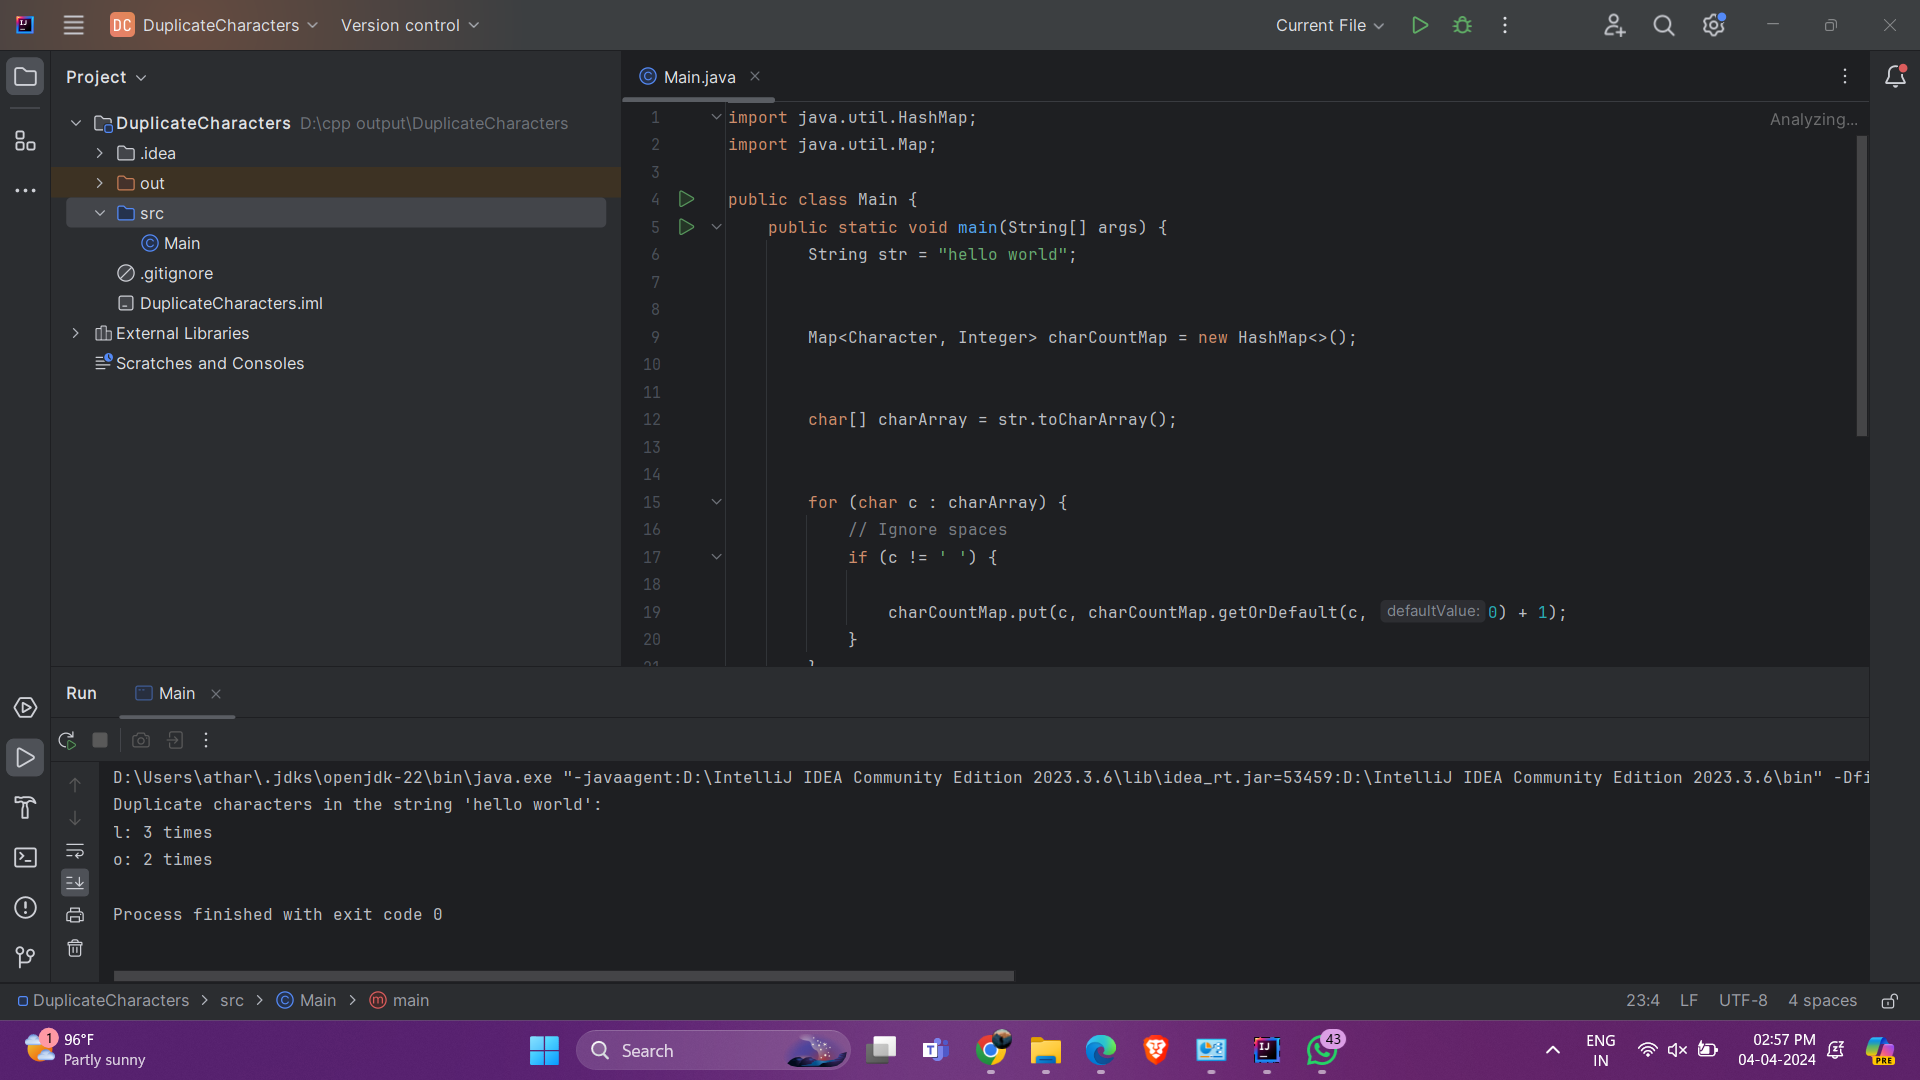 DC DuplicateCharacters Version control Current File
Project
DuplicateCharacters D:\cpp output\DuplicateCharacters
.idea
out
src
Main
.gitignore
DuplicateCharacters.iml
External Libraries
Scratches and Consoles
Main.java
Analyzing...
1 import java.util.HashMap;
2 import java.util.Map;
3
4 public class Main {
5 public static void main(String[] args) {
6 String str = "hello world";
7
8
9 Map<Character, Integer> charCountMap = new HashMap<>();
10
11
12 char[] charArray = str.toCharArray();
13
14
15 for (char c : charArray) {
16 // Ignore spaces
17 if (c != ' ') {
18
19 charCountMap.put(c, charCountMap.getOrDefault(c, defaultValue: 0) + 1);
20 }
21 }
Run Main
D:\Users\athar\.jdks\openjdk-22\bin\java.exe "-javaagent:D:\IntelliJ IDEA Community Edition 2023.3.6\lib\idea_rt.jar=53459:D:\IntelliJ IDEA Community Edition 2023.3.6\bin" -Dfi
Duplicate characters in the string 'hello world':
l: 3 times
o: 2 times
Process finished with exit code 0
DuplicateCharacters > src > Main > main 23:4 LF UTF-8 4 spaces
1 96°F
Partly sunny
Search
43
ENG
IN
02:57 PM
04-04-2024
PRE